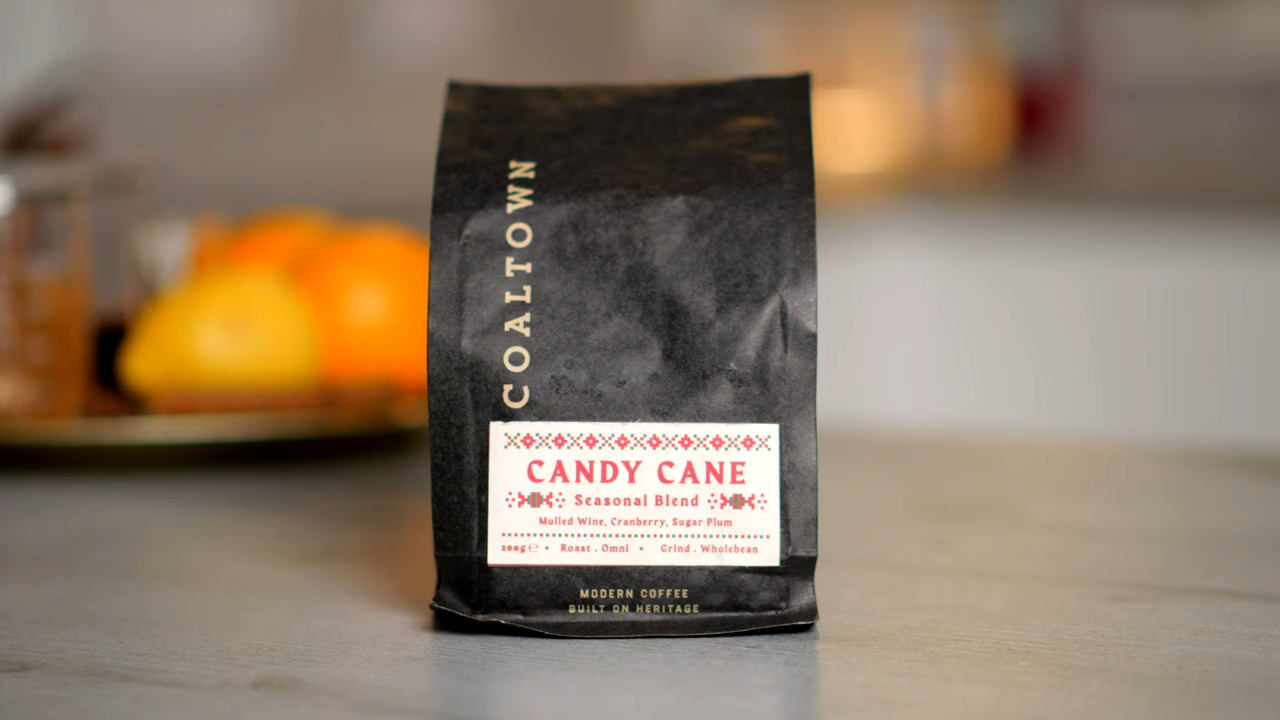 COALTOWN
CANDY CANE
Seasonal Blend
Mulled Wine, Cranberry, Sugar Plum
200g ℮ • Roast . Omni • Grind . Wholebean
MODERN COFFEE
BUILT ON HERITAGE